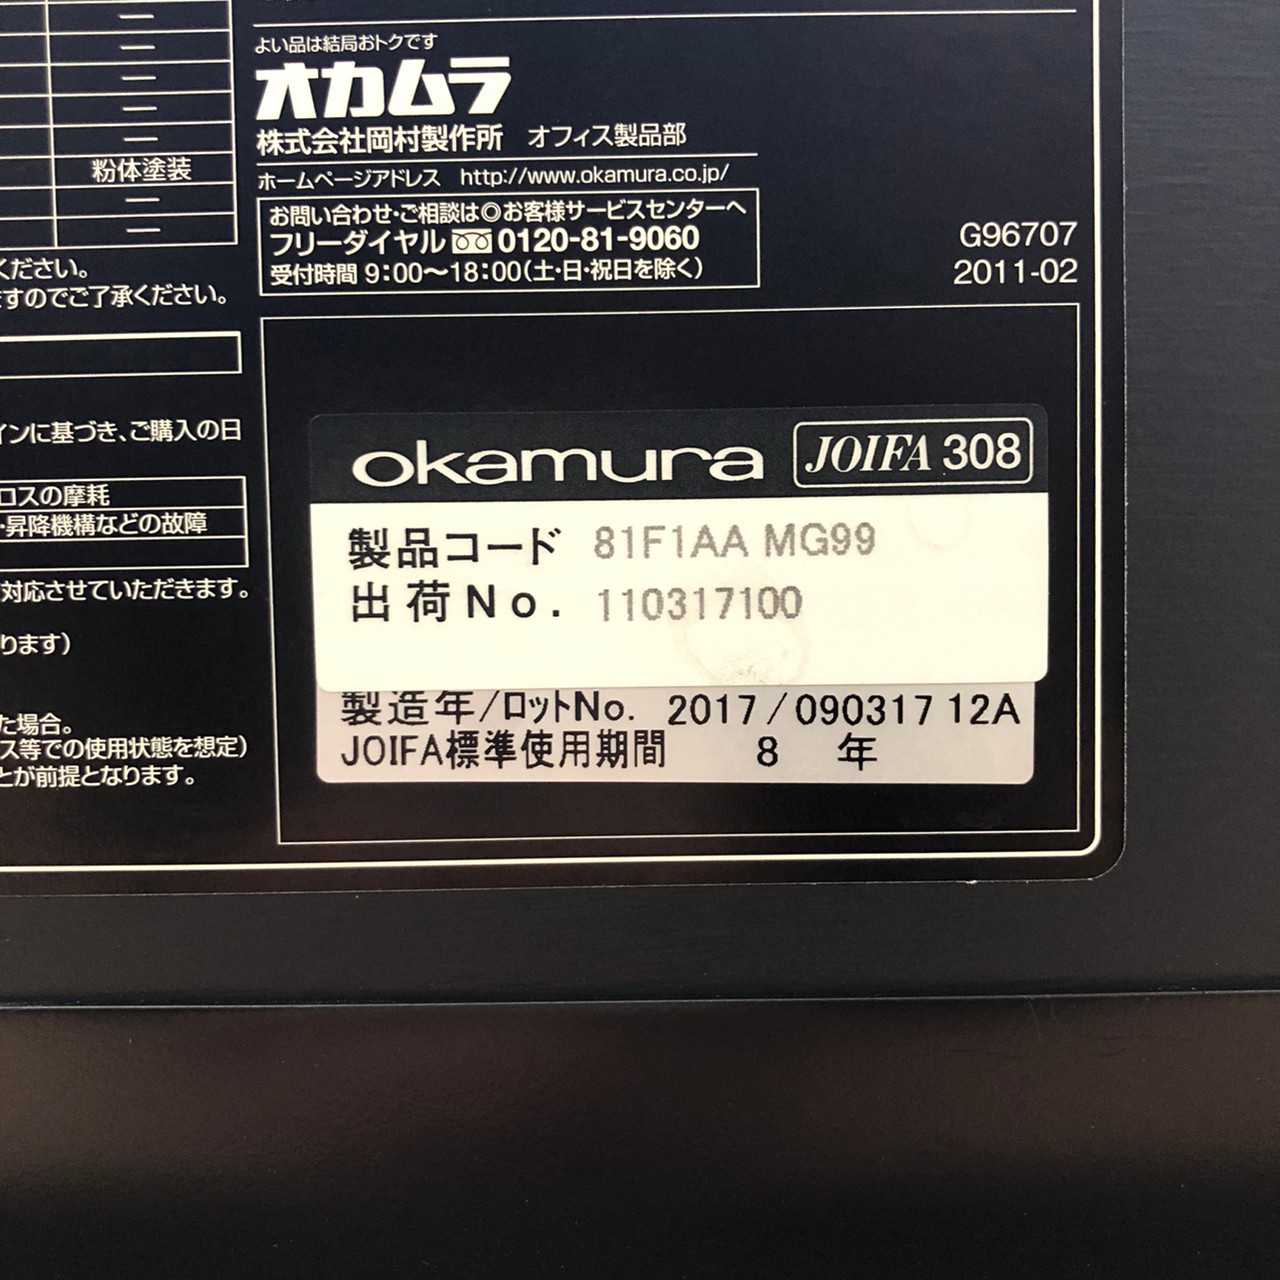 粉体塗装
ください。
ますのでご了承ください。
インに基づき、ご購入の日
ロスの摩耗
・昇降機構などの故障
対応させていただきます。
ります）
た場合。
ス等での使用状態を想定）
とが前提となります。
よい品は結局おトクです
オカムラ
株式会社岡村製作所 オフィス製品部
ホームページアドレス http://www.okamura.co.jp/
お問い合わせ・ご相談は◎お客様サービスセンターへ
フリーダイヤル 0120-81-9060
受付時間 9:00～18:00（土・日・祝日を除く）
G96707
2011-02
okamura JOIFA 308
製品コード 81F1AA MG99
出荷No. 110317100
製造年/ロットNo. 2017/090317 12A
JOIFA標準使用期間 8 年